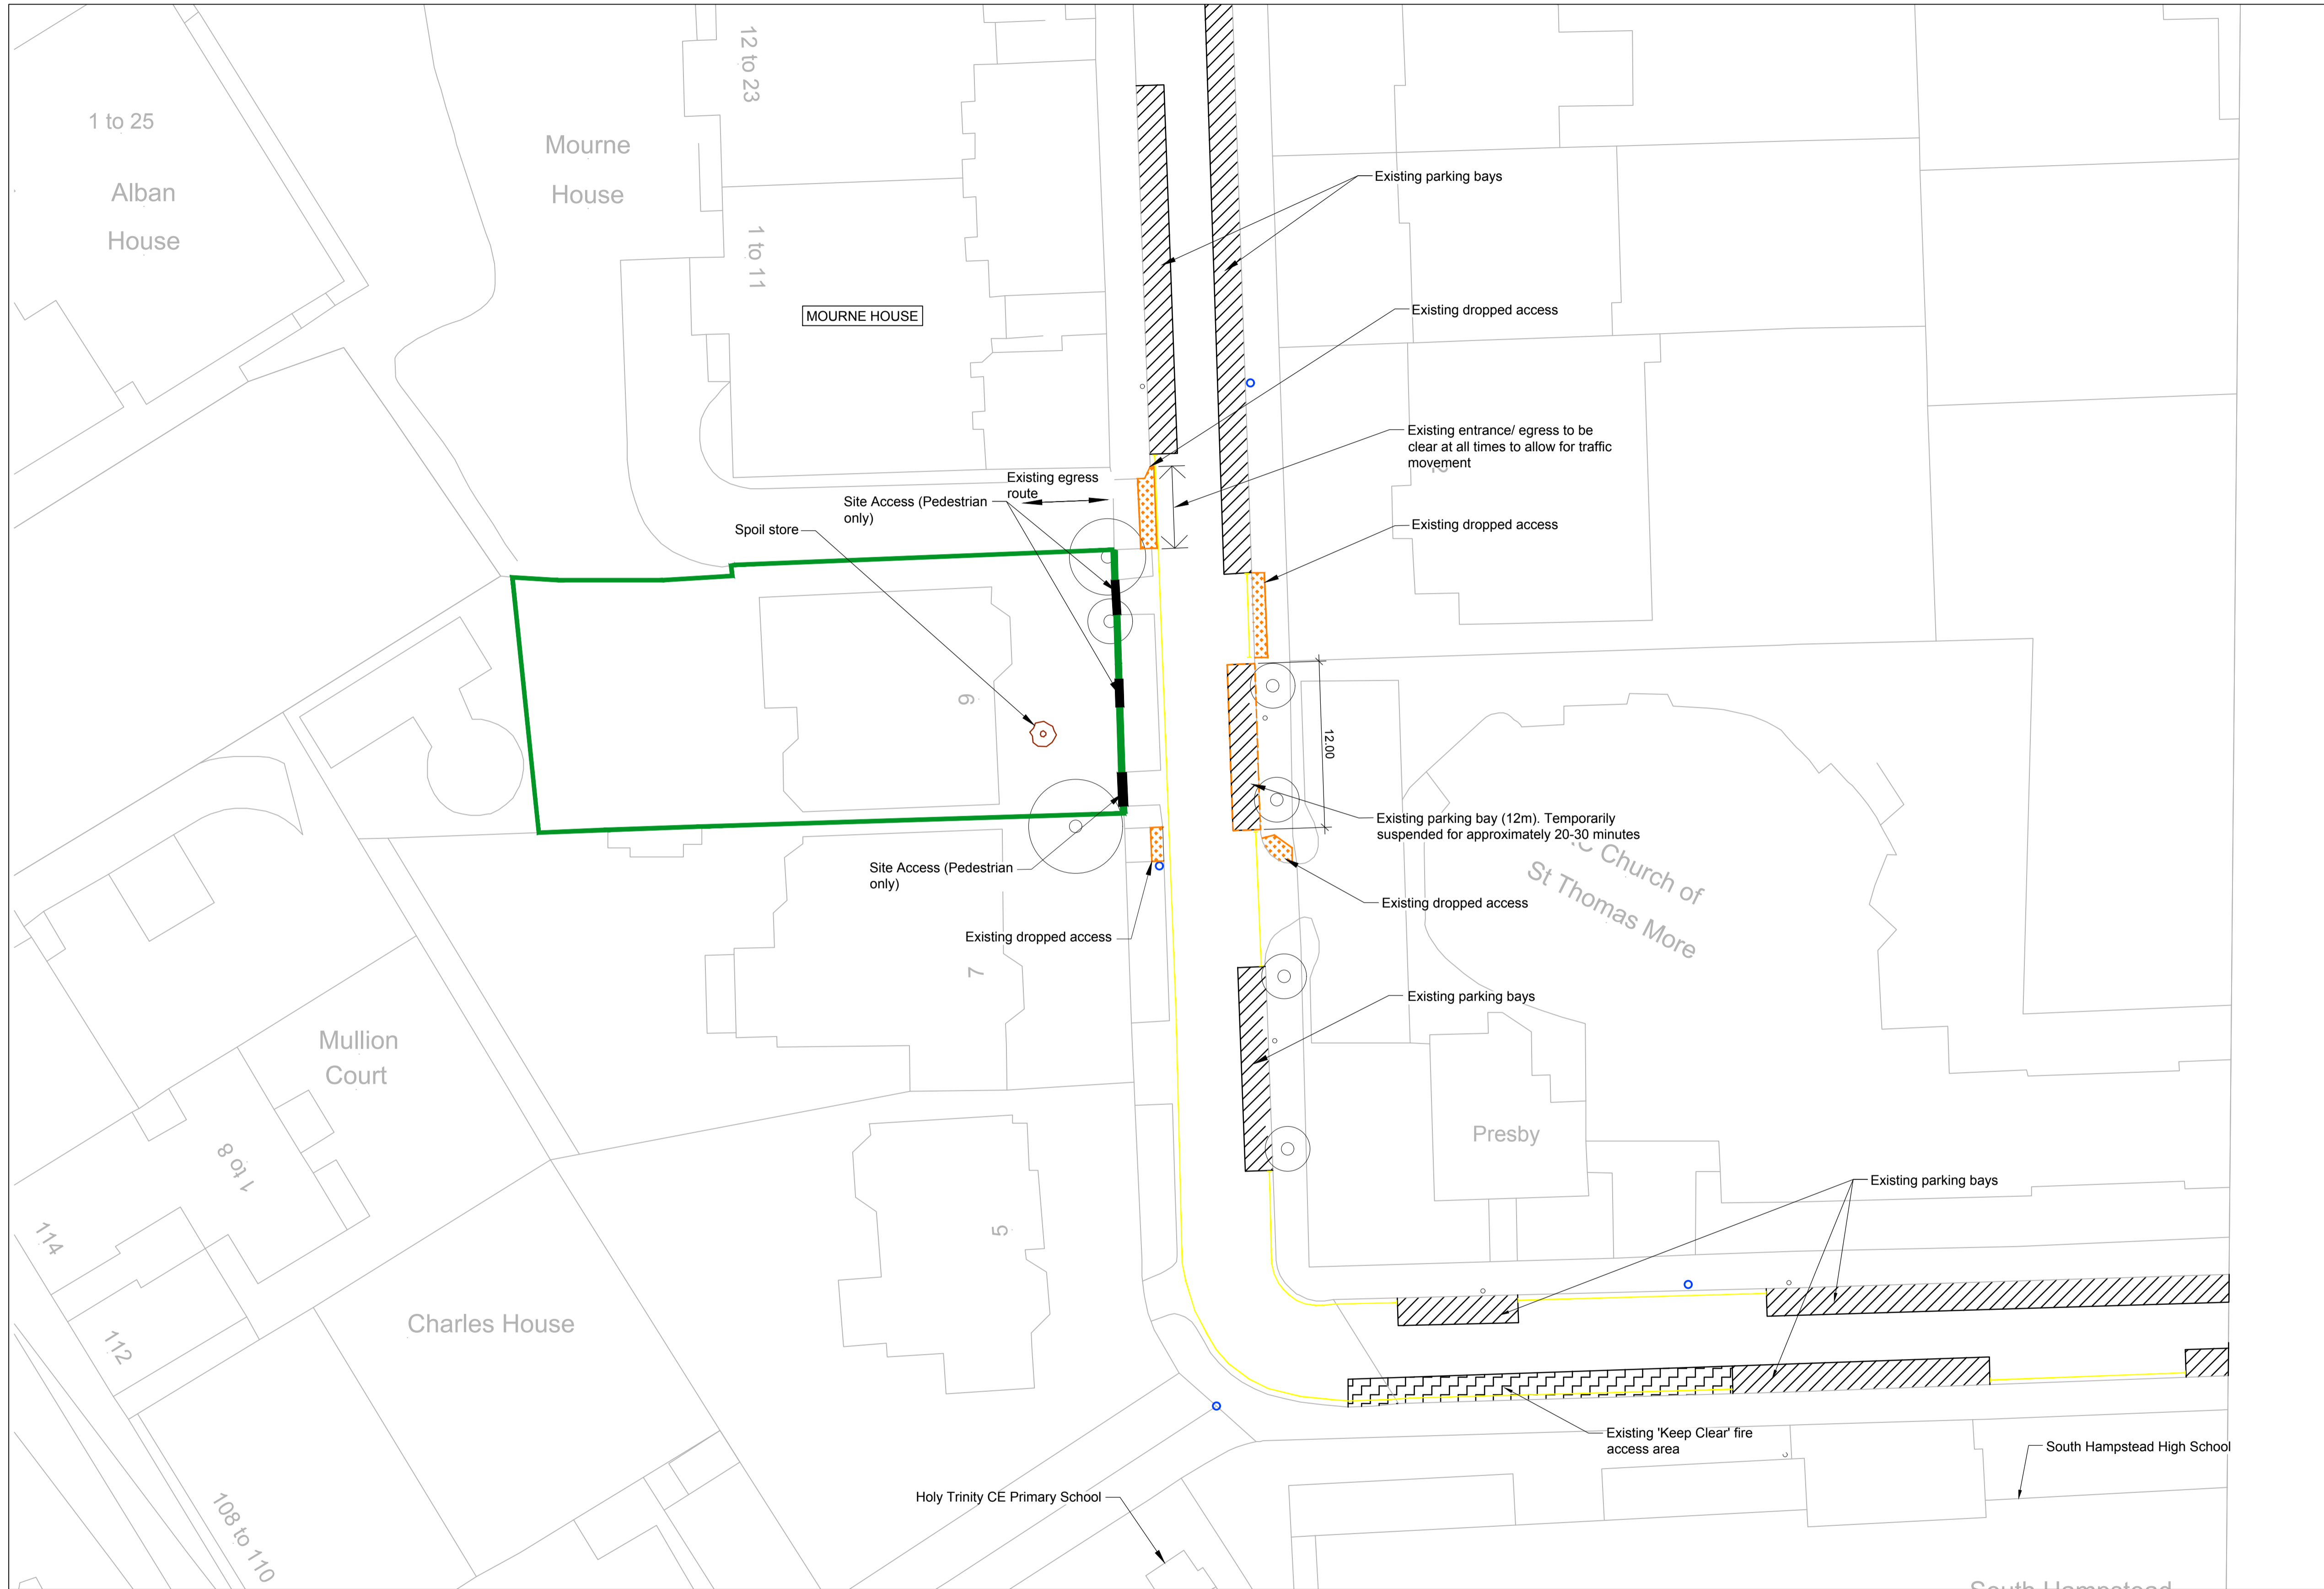 12 to 23
1 to 25
Alban
House
Mourne
House
1 to 11
MOURNE HOUSE
Existing parking bays
Existing dropped access
Existing entrance/ egress to be
clear at all times to allow for traffic
movement
Existing egress
route
Site Access (Pedestrian
only)
Spoil store
Existing dropped access
6
12.00
Existing parking bay (12m). Temporarily
suspended for approximately 20-30 minutes
Church of
St Thomas More
Site Access (Pedestrian
only)
Existing dropped access
Existing dropped access
7
Existing parking bays
Mullion
Court
1 to 8
Presby
Existing parking bays
114
5
Charles House
112
Existing 'Keep Clear' fire
access area
South Hampstead High School
Holy Trinity CE Primary School
108 to 110
South Hampstead